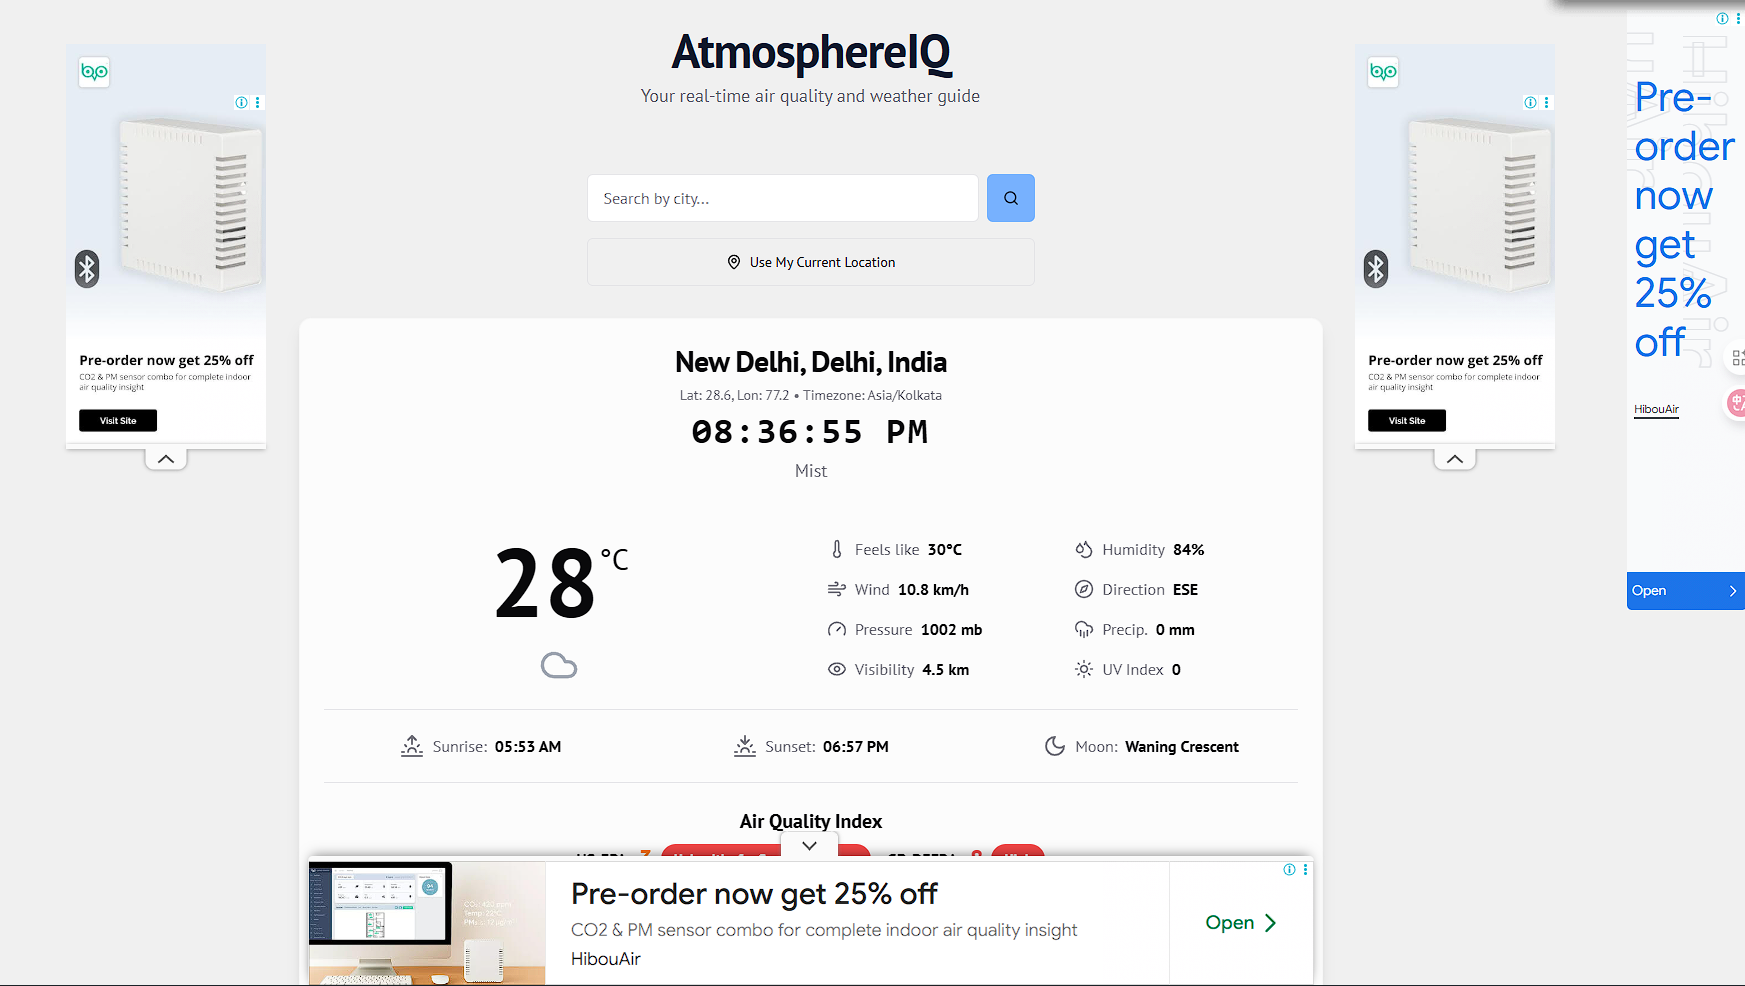 AtmosphereIQ
Your real-time air quality and weather guide
Search by city...
Use My Current Location
New Delhi, Delhi, India
Lat: 28.6, Lon: 77.2 • Timezone: Asia/Kolkata
08:36:55 PM
Mist
28 °C
Feels like 30°C
Humidity 84%
Wind 10.8 km/h
Direction ESE
Pressure 1002 mb
Precip. 0 mm
Visibility 4.5 km
UV Index 0
Sunrise: 05:53 AM
Sunset: 06:57 PM
Moon: Waning Crescent
Air Quality Index
Pre-order now get 25% off
CO2 & PM sensor combo for complete indoor air quality insight
HibouAir
Open
Pre-order now get 25% off
CO2 & PM sensor combo for complete indoor
air quality insight
Visit Site
Pre-order now get 25% off
CO2 & PM sensor combo for complete indoor
air quality insight
Visit Site
Pre-
order
now
get
25%
off
HibouAir
Open